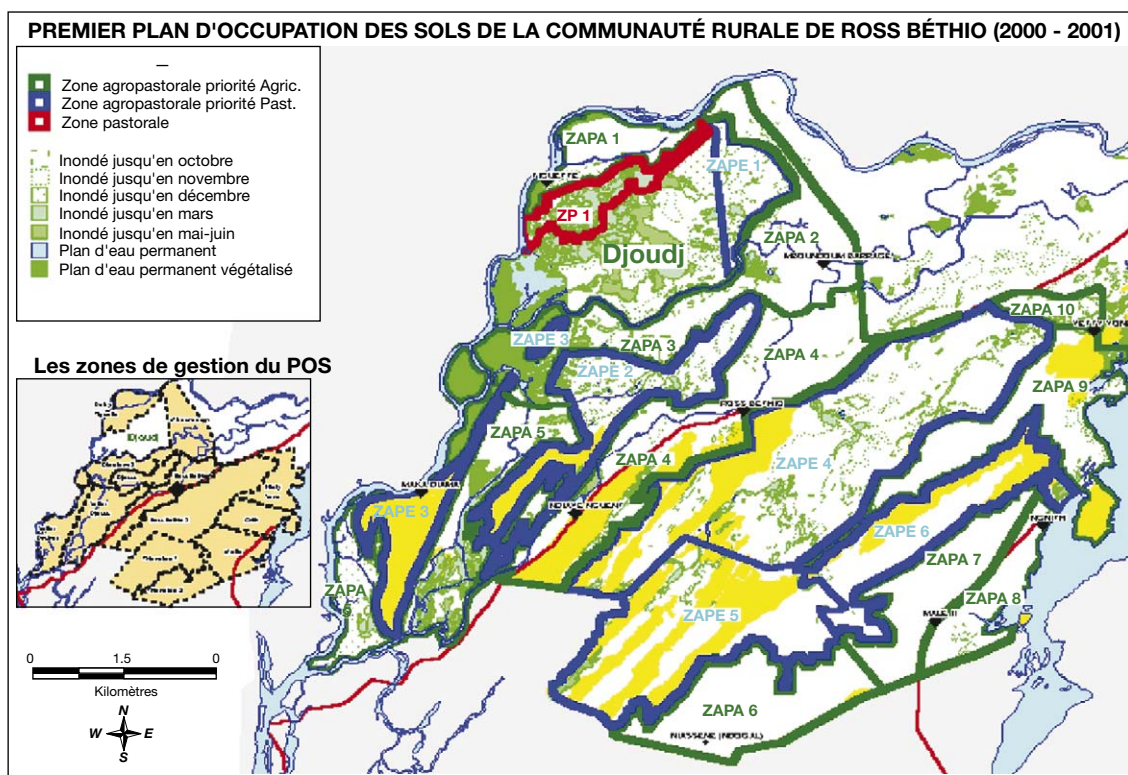 PREMIER PLAN D'OCCUPATION DES SOLS DE LA COMMUNAUTÉ RURALE DE ROSS BÉTHIO (2000 - 2001)
Zone agropastorale priorité Agric.
Zone agropastorale priorité Past.
Zone pastorale
Inondé jusqu'en octobre
Inondé jusqu'en novembre
Inondé jusqu'en décembre
Inondé jusqu'en mars
Inondé jusqu'en mai-juin
Plan d'eau permanent
Plan d'eau permanent végétalisé
Les zones de gestion du POS
Djoudj
0 1.5 0
Kilomètres
N
W E
S
ZAPA 1
ZAPE 1
ZP 1
ZAPA 2
Djoudj
ZAPA 10
ZAPE 3
ZAPA 3
ZAPA 4
ZAPE 2
ZAPA 9
ROSS BETHIO
ZAPA 5
ZAPA 4
ZAPE 4
MAKA DIAMA
ZAPE 3
ZAPE 6
ZAPA 7
ZAPA
ZAPA 8
ZAPE 5
ZAPA 6